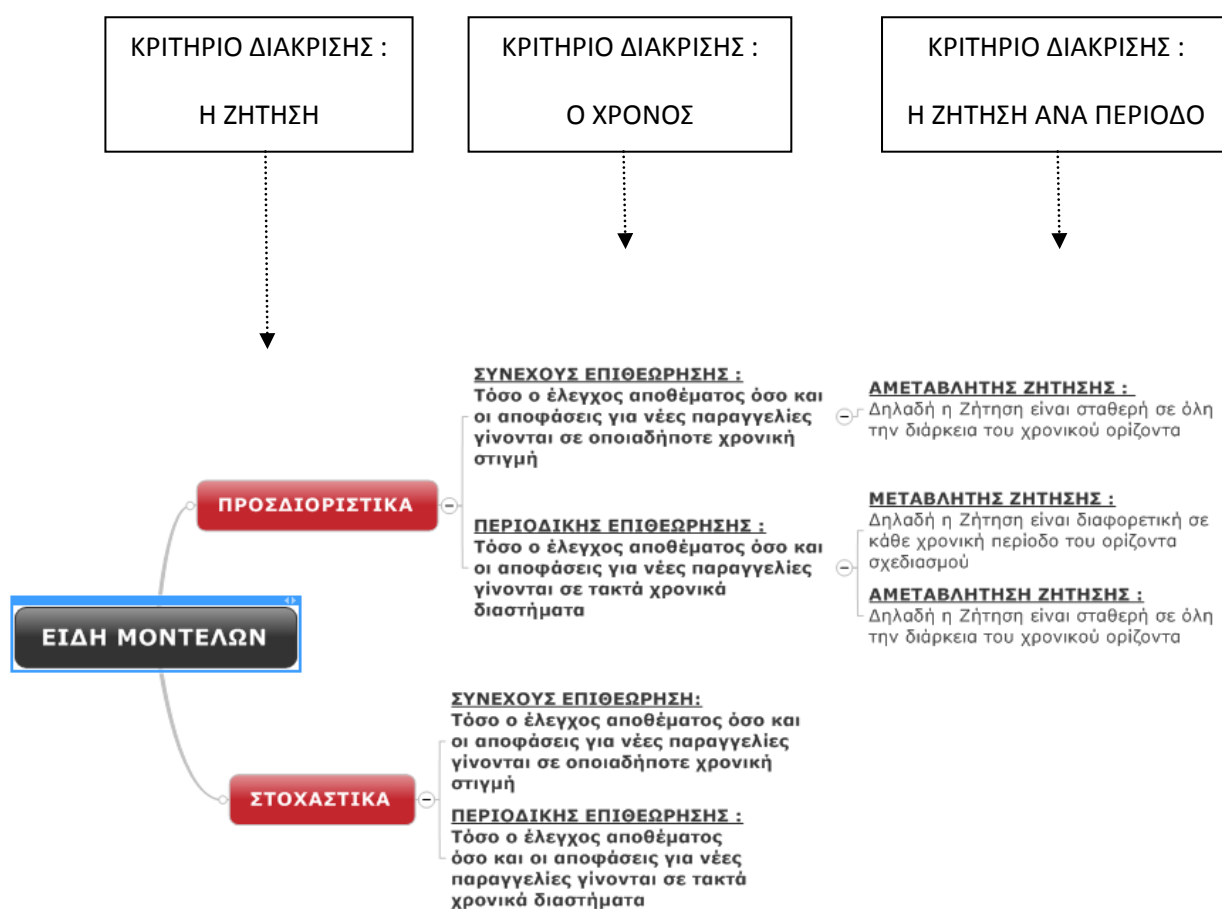 ΚΡΙΤΗΡΙΟ ΔΙΑΚΡΙΣΗΣ :
Η ΖΗΤΗΣΗ
ΚΡΙΤΗΡΙΟ ΔΙΑΚΡΙΣΗΣ :
Ο ΧΡΟΝΟΣ
ΚΡΙΤΗΡΙΟ ΔΙΑΚΡΙΣΗΣ :
Η ΖΗΤΗΣΗ ΑΝΑ ΠΕΡΙΟΔΟ
ΕΙΔΗ ΜΟΝΤΕΛΩΝ
ΠΡΟΣΔΙΟΡΙΣΤΙΚΑ
ΣΥΝΕΧΟΥΣ ΕΠΙΘΕΩΡΗΣΗΣ :
Τόσο ο έλεγχος αποθέματος όσο και
οι αποφάσεις για νέες παραγγελίες
γίνονται σε οποιαδήποτε χρονική
στιγμή
ΑΜΕΤΑΒΛΗΤΗΣ ΖΗΤΗΣΗΣ :
Δηλαδή η Ζήτηση είναι σταθερή σε όλη
την διάρκεια του χρονικού ορίζοντα
ΠΕΡΙΟΔΙΚΗΣ ΕΠΙΘΕΩΡΗΣΗΣ :
Τόσο ο έλεγχος αποθέματος όσο και
οι αποφάσεις για νέες παραγγελίες
γίνονται σε τακτά χρονικά
διαστήματα
ΜΕΤΑΒΛΗΤΗΣ ΖΗΤΗΣΗΣ :
Δηλαδή η Ζήτηση είναι διαφορετική σε
κάθε χρονική περίοδο του ορίζοντα
σχεδιασμού
ΑΜΕΤΑΒΛΗΤΗΣΗ ΖΗΤΗΣΗΣ :
Δηλαδή η Ζήτηση είναι σταθερή σε όλη
την διάρκεια του χρονικού ορίζοντα
ΣΤΟΧΑΣΤΙΚΑ
ΣΥΝΕΧΟΥΣ ΕΠΙΘΕΩΡΗΣΗ:
Τόσο ο έλεγχος αποθέματος όσο και
οι αποφάσεις για νέες παραγγελίες
γίνονται σε οποιαδήποτε χρονική
στιγμή
ΠΕΡΙΟΔΙΚΗΣ ΕΠΙΘΕΩΡΗΣΗΣ :
Τόσο ο έλεγχος αποθέματος
όσο και οι αποφάσεις για νέες
παραγγελίες γίνονται σε τακτά
χρονικά διαστήματα